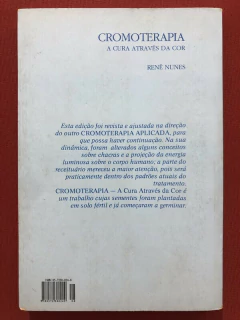 CROMOTERAPIA
A CURA ATRAVÉS DA COR
RENÉ NUNES
Esta edição foi revista e ajustada na direção
do outro CROMOTERAPIA APLICADA, para
que possa haver continuação. Na sua
dinâmica, foram alterados alguns conceitos
sobre chacras e a projeção da energia
luminosa sobre o corpo humano; a parte do
receituário mereceu a maior atenção, pois será
praticamente dentro dos padrões atuais do
tratamento.
CROMOTERAPIA — A Cura Através da Cor é
um trabalho cujas sementes foram plantadas
em solo fértil e já começaram a germinar.